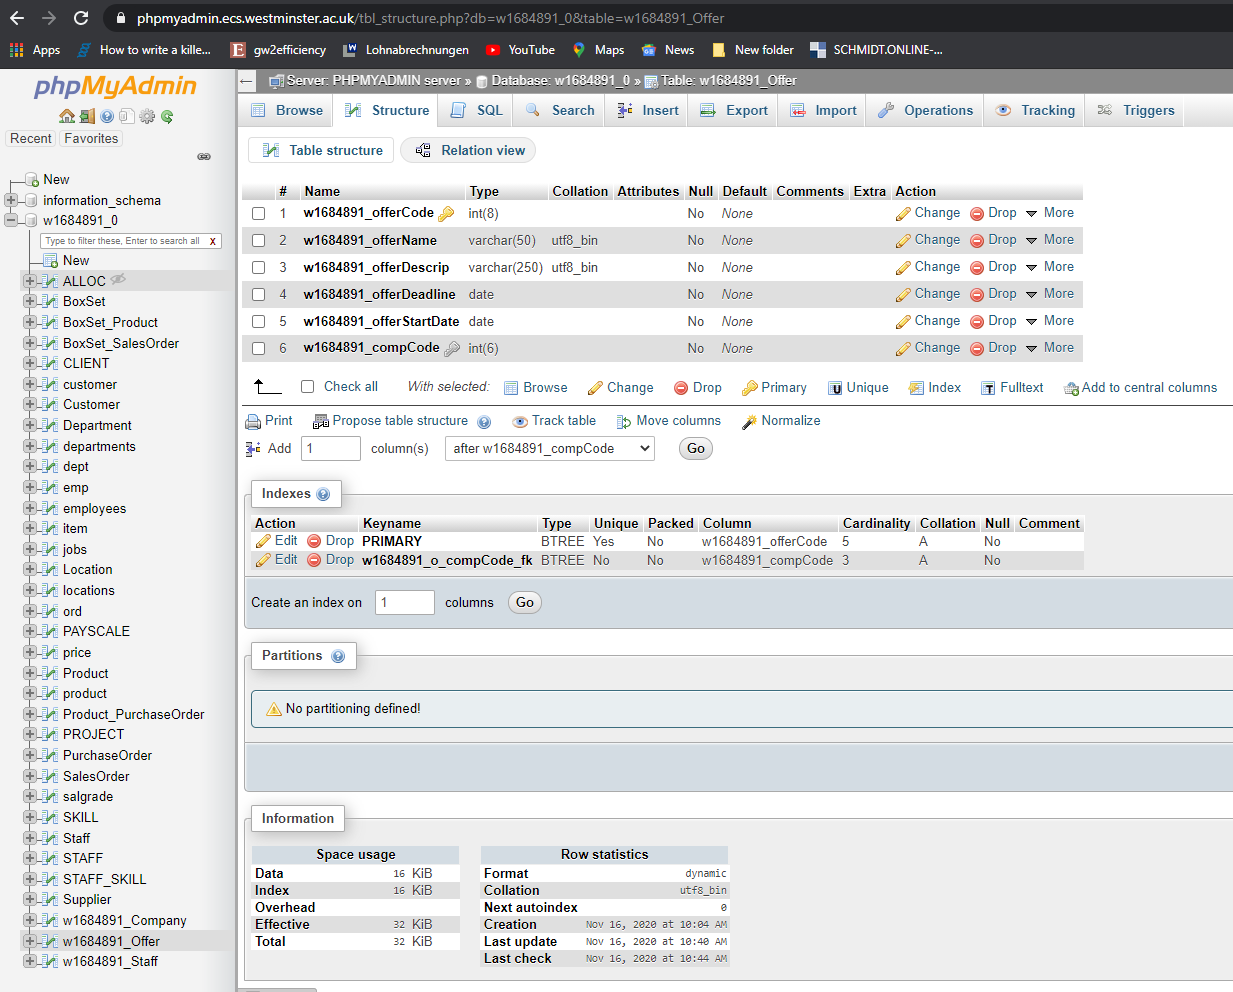 phpmyadmin.ecs.westminster.ac.uk/tbl_structure.php?db=w1684891_0&table=w1684891_Offer
Apps How to write a kille... gw2efficiency Lohnabrechnungen YouTube Maps News New folder SCHMIDT.ONLINE-...
phpMyAdmin
Recent Favorites
New
information_schema
w1684891_0
Type to filter these, Enter to search all X
New
ALLOC
BoxSet
BoxSet_Product
BoxSet_SalesOrder
CLIENT
customer
Customer
Department
departments
dept
emp
employees
item
jobs
Location
locations
ord
PAYSCALE
price
Product
product
Product_PurchaseOrder
PROJECT
PurchaseOrder
SalesOrder
salgrade
SKILL
Staff
STAFF
STAFF_SKILL
Supplier
w1684891_Company
w1684891_Offer
w1684891_Staff
Server: PHPMYADMIN server » Database: w1684891_0 » Table: w1684891_Offer
Browse Structure SQL Search Insert Export Import Operations Tracking Triggers
Table structure Relation view
# Name Type Collation Attributes Null Default Comments Extra Action
1 w1684891_offerCode int(8) No None Change Drop More
2 w1684891_offerName varchar(50) utf8_bin No None Change Drop More
3 w1684891_offerDescrip varchar(250) utf8_bin No None Change Drop More
4 w1684891_offerDeadline date No None Change Drop More
5 w1684891_offerStartDate date No None Change Drop More
6 w1684891_compCode int(6) No None Change Drop More
Check all With selected: Browse Change Drop Primary Unique Index Fulltext Add to central columns
Print Propose table structure Track table Move columns Normalize
Add 1 column(s) after w1684891_compCode Go
Indexes
Action Keyname Type Unique Packed Column Cardinality Collation Null Comment
Edit Drop PRIMARY BTREE Yes No w1684891_offerCode 5 A No
Edit Drop w1684891_o_compCode_fk BTREE No No w1684891_compCode 3 A No
Create an index on 1 columns Go
Partitions
No partitioning defined!
Information
Space usage
Data 16 KiB
Index 16 KiB
Overhead
Effective 32 KiB
Total 32 KiB
Row statistics
Format dynamic
Collation utf8_bin
Next autoindex 0
Creation Nov 16, 2020 at 10:04 AM
Last update Nov 16, 2020 at 10:40 AM
Last check Nov 16, 2020 at 10:44 AM